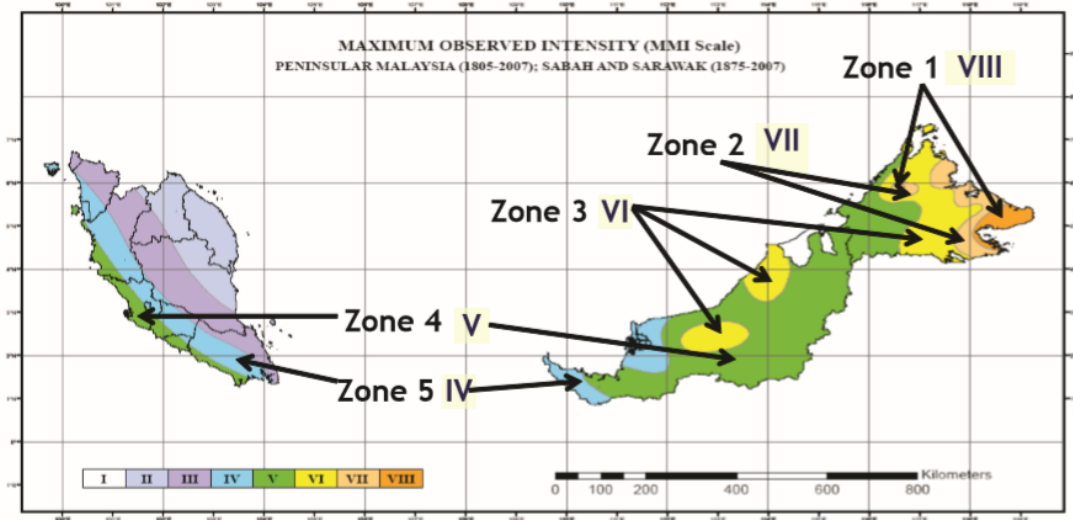 MAXIMUM OBSERVED INTENSITY (MMI Scale)
PENINSULAR MALAYSIA (1805-2007); SABAH AND SARAWAK (1875-2007)
Zone 1 VIII
Zone 2 VII
Zone 3 VI
Zone 4 V
Zone 5 IV
I II III IV V VI VII VIII
Kilometers
0 100 200 400 600 800